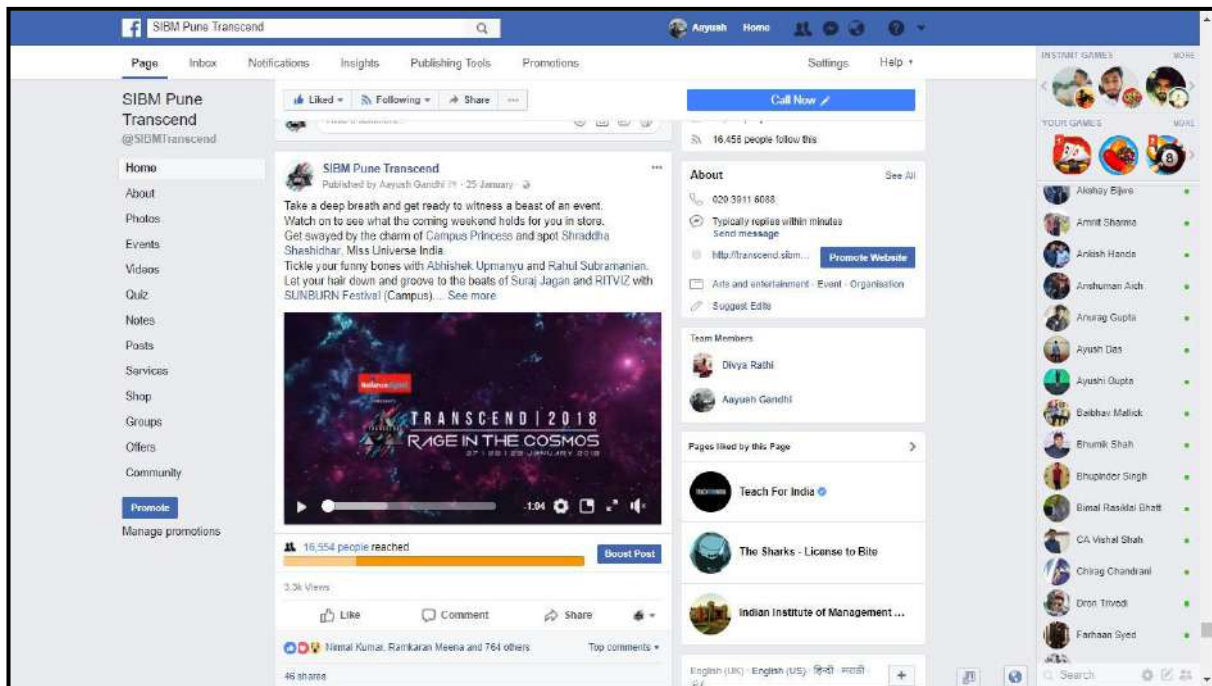 SIBM Pune Transcend
Aayush Home
Page Inbox Notifications Insights Publishing Tools Promotions Settings Help
SIBM Pune
Transcend
@SIBMTranscend
Home
About
Photos
Events
Videos
Quiz
Notes
Posts
Services
Shop
Groups
Offers
Community
Promote
Manage promotions
Liked Following Share ...
Call Now
SIBM Pune Transcend
Published by Aayush Gandhi · 25 January ·
Take a deep breath and get ready to witness a beast of an event.
Watch on to see what the coming weekend holds for you in store.
Get swayed by the charm of Campus Princess and spot Shraddha
Shashidhar, Miss Universe India.
Tickle your funny bones with Abhishek Upmanyu and Rahul Subramanian.
Let your hair down and groove to the beats of Suraj Jagan and RITVIZ with
SUNBURN Festival (Campus)... See more
Reliance digital
TRANSCEND | 2018
RAGE IN THE COSMOS
27 | 28 | 29 JANUARY 2018
-1:04
16,554 people reached
Boost Post
3.3k Views
Like Comment Share
Nirmal Kumar, Ramkaran Meena and 764 others Top comments
46 shares
16,456 people follow this
About See All
020 3911 6088
Typically replies within minutes
Send message
http://transcend.sibm... Promote Website
Arts and entertainment · Event · Organisation
Suggest Edits
Team Members
Divya Rathi
Aayush Gandhi
Pages liked by this Page
Teach For India
The Sharks - License to Bite
Indian Institute of Management ...
English (UK) · English (US) · हिन्दी · मराठी ·
INSTANT GAMES MORE
YOUR GAMES MORE
Akshay Bijwe
Amrit Sharma
Ankish Handa
Anshuman Aich
Anurag Gupta
Ayush Das
Ayushi Gupta
Baibhav Mallick
Bhumik Shah
Bhupinder Singh
Bimal Rasiklal Bhatt
CA Vishal Shah
Chirag Chandrani
Dron Trivedi
Farhaan Syed
Search